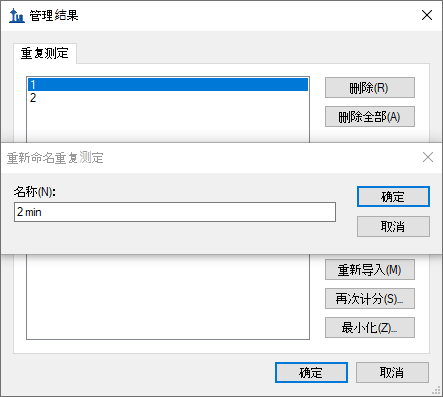 管理结果
重复测定
1
2
删除(R)
删除全部(A)
重新命名重复测定
名称(N):
2 min
确定
取消
重新导入(M)
再次计分(S)...
最小化(Z)...
确定
取消